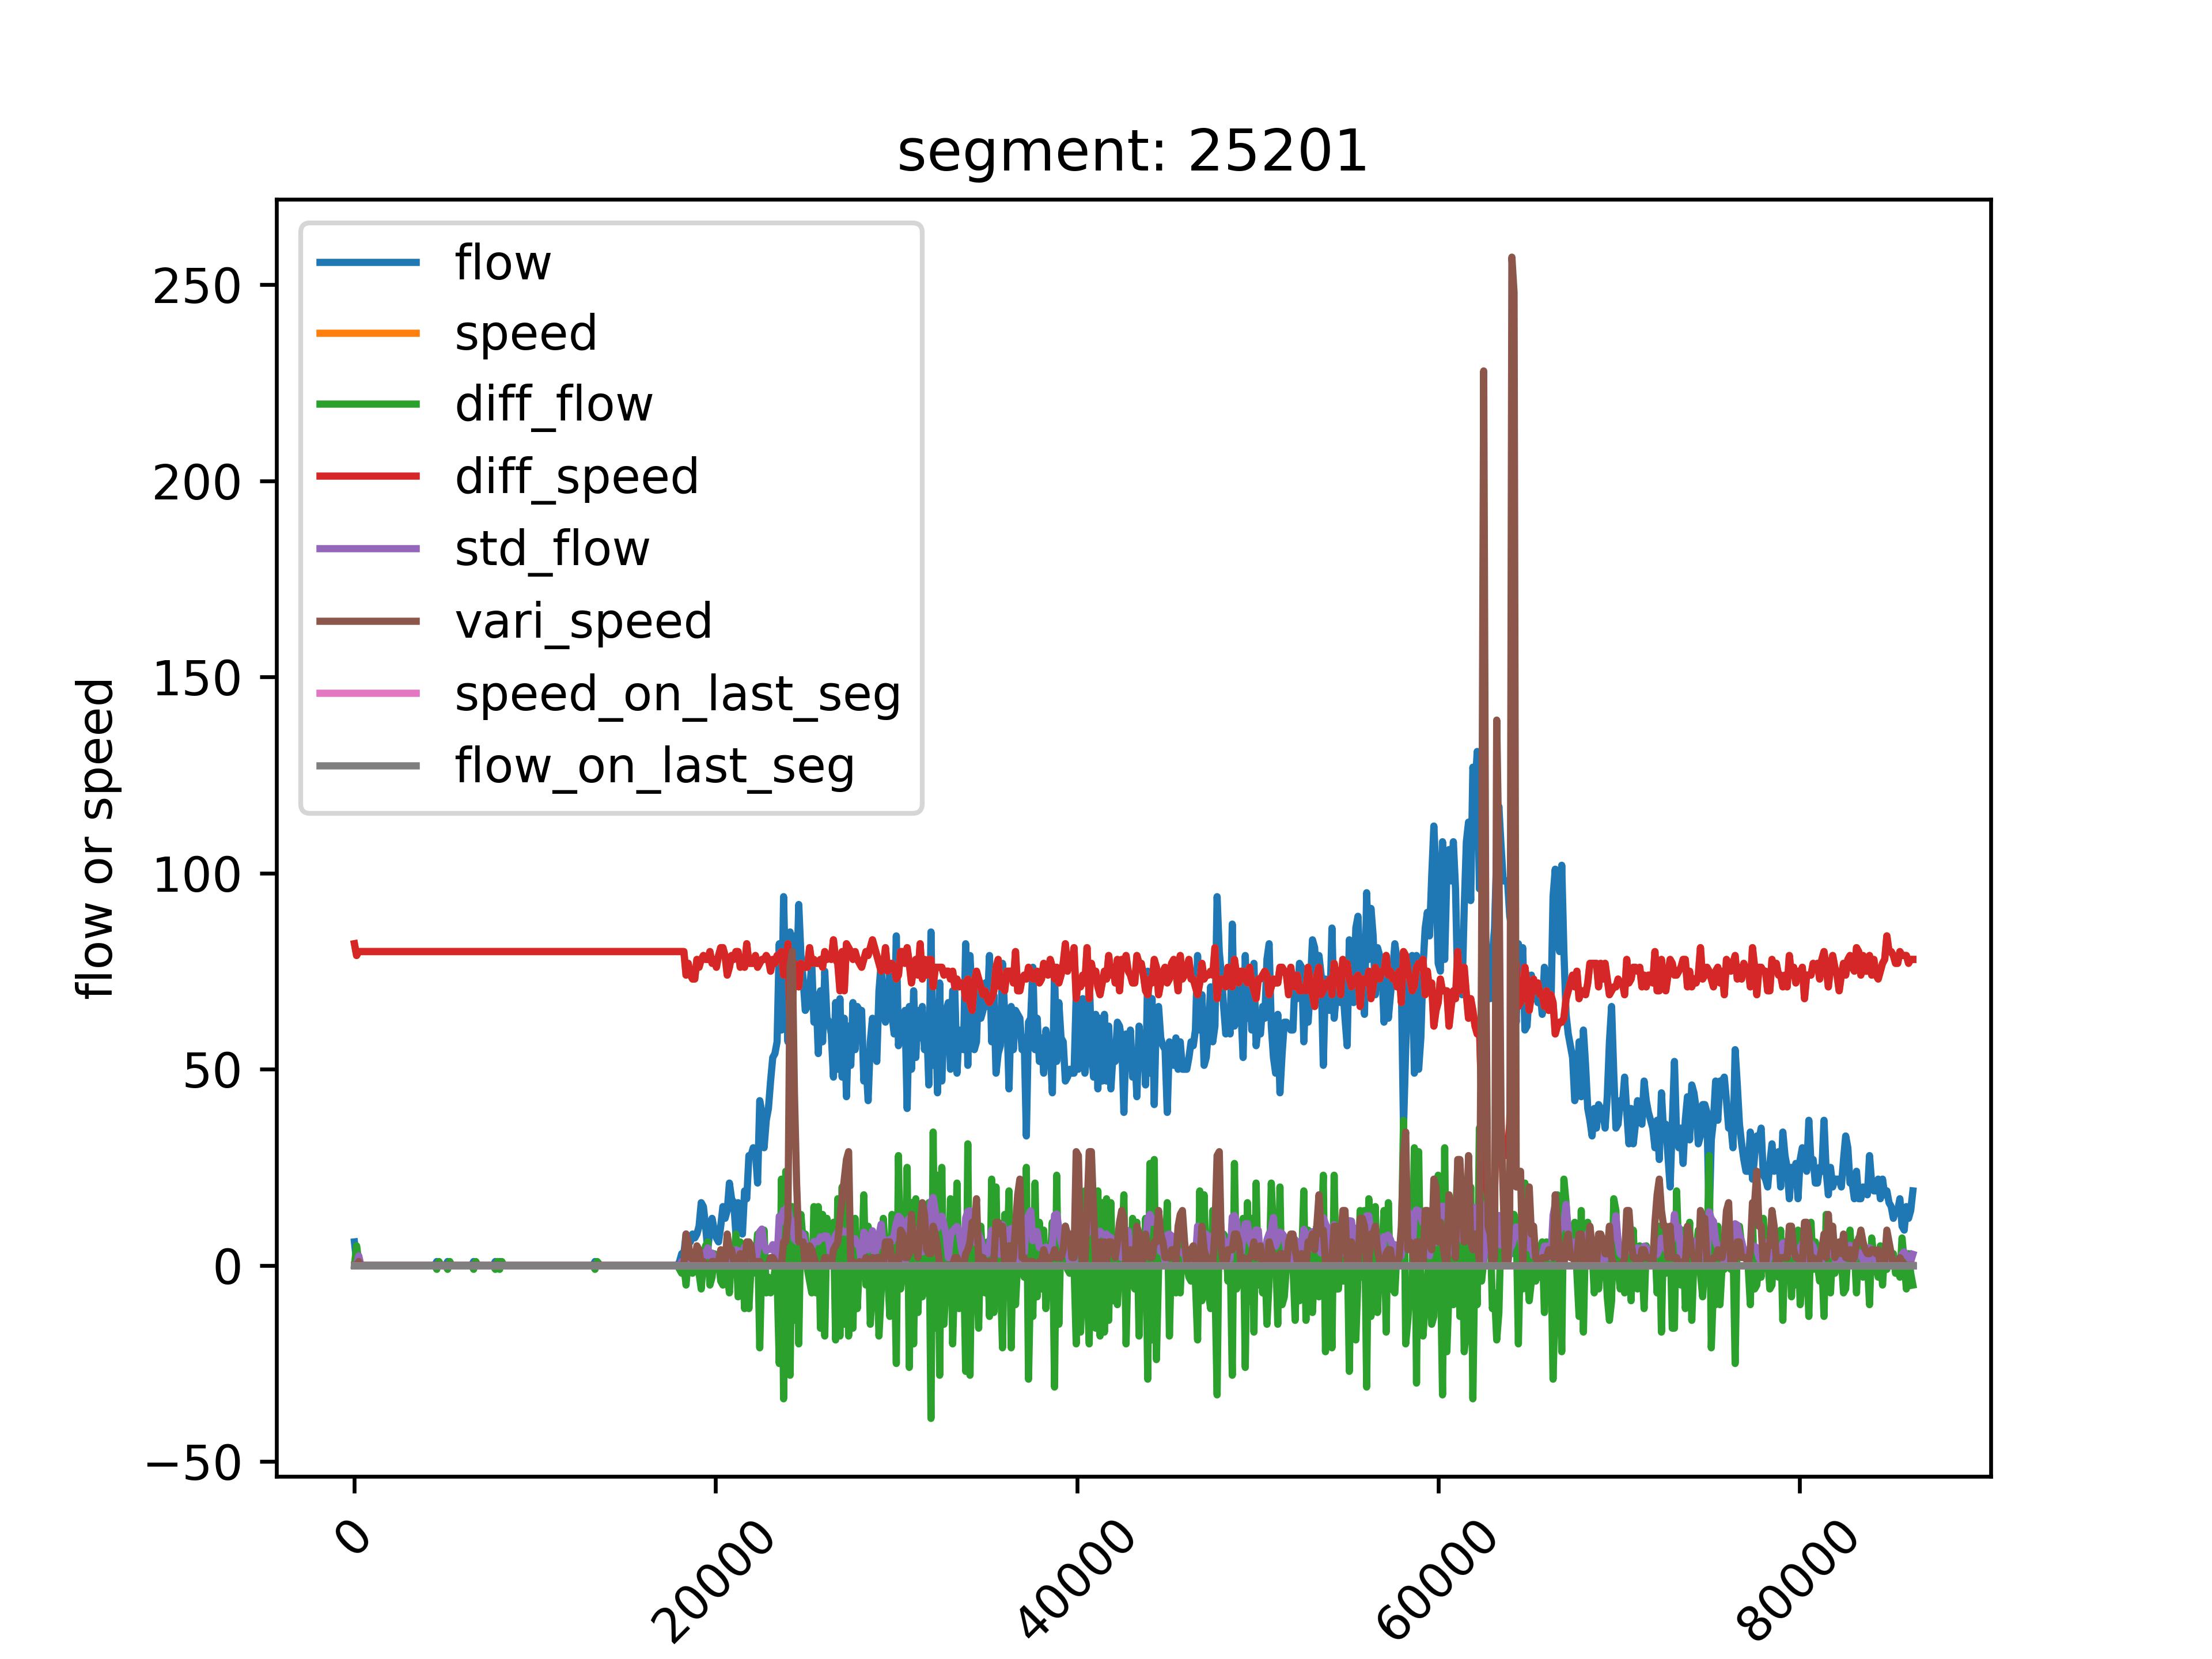 segment: 25201
flow
speed
diff_flow
diff_speed
std_flow
vari_speed
speed_on_last_seg
flow_on_last_seg
flow or speed
250
200
150
100
50
0
−50
0
20000
40000
60000
80000